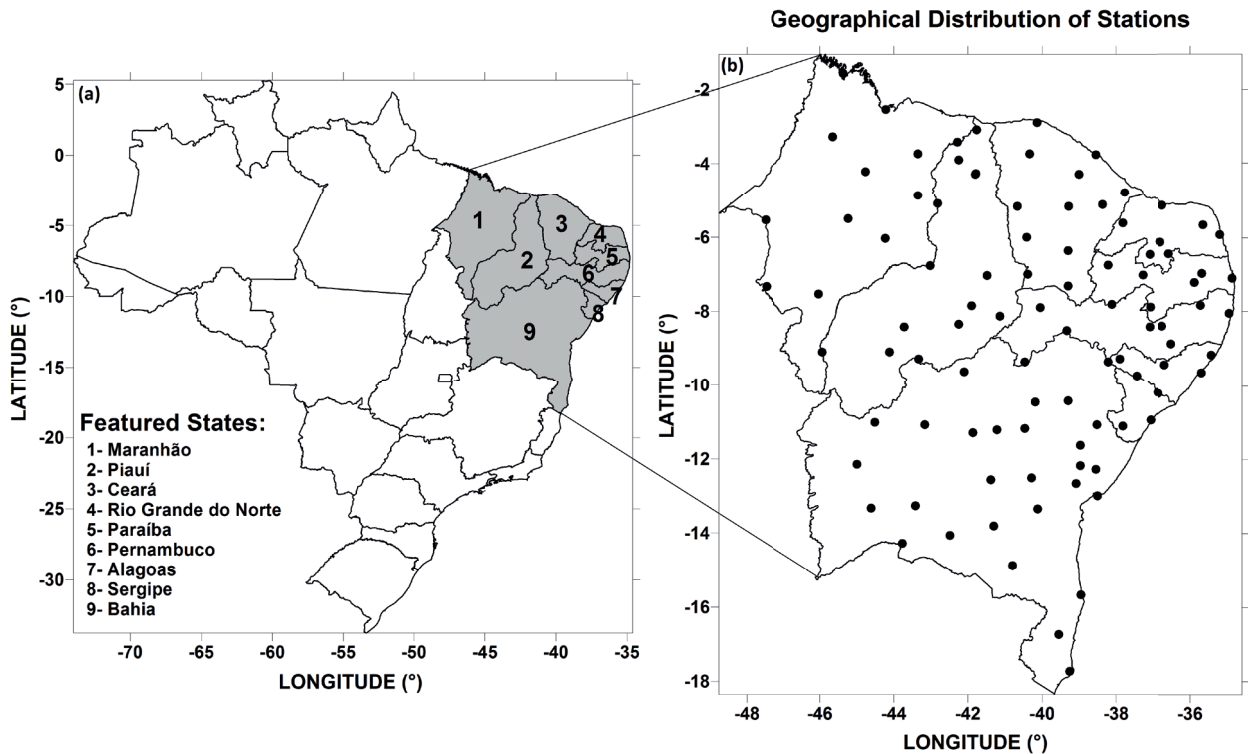 Geographical Distribution of Stations
(a)
5
0
-5
-10
-15
-20
-25
-30
LATITUDE (°)
1
2
3
4
5
6
7
8
9
Featured States:
1- Maranhão
2- Piauí
3- Ceará
4- Rio Grande do Norte
5- Paraíba
6- Pernambuco
7- Alagoas
8- Sergipe
9- Bahia
-70 -65 -60 -55 -50 -45 -40 -35
LONGITUDE (°)
(b)
-2
-4
-6
-8
-10
-12
-14
-16
-18
LATITUDE (°)
-48 -46 -44 -42 -40 -38 -36
LONGITUDE (°)